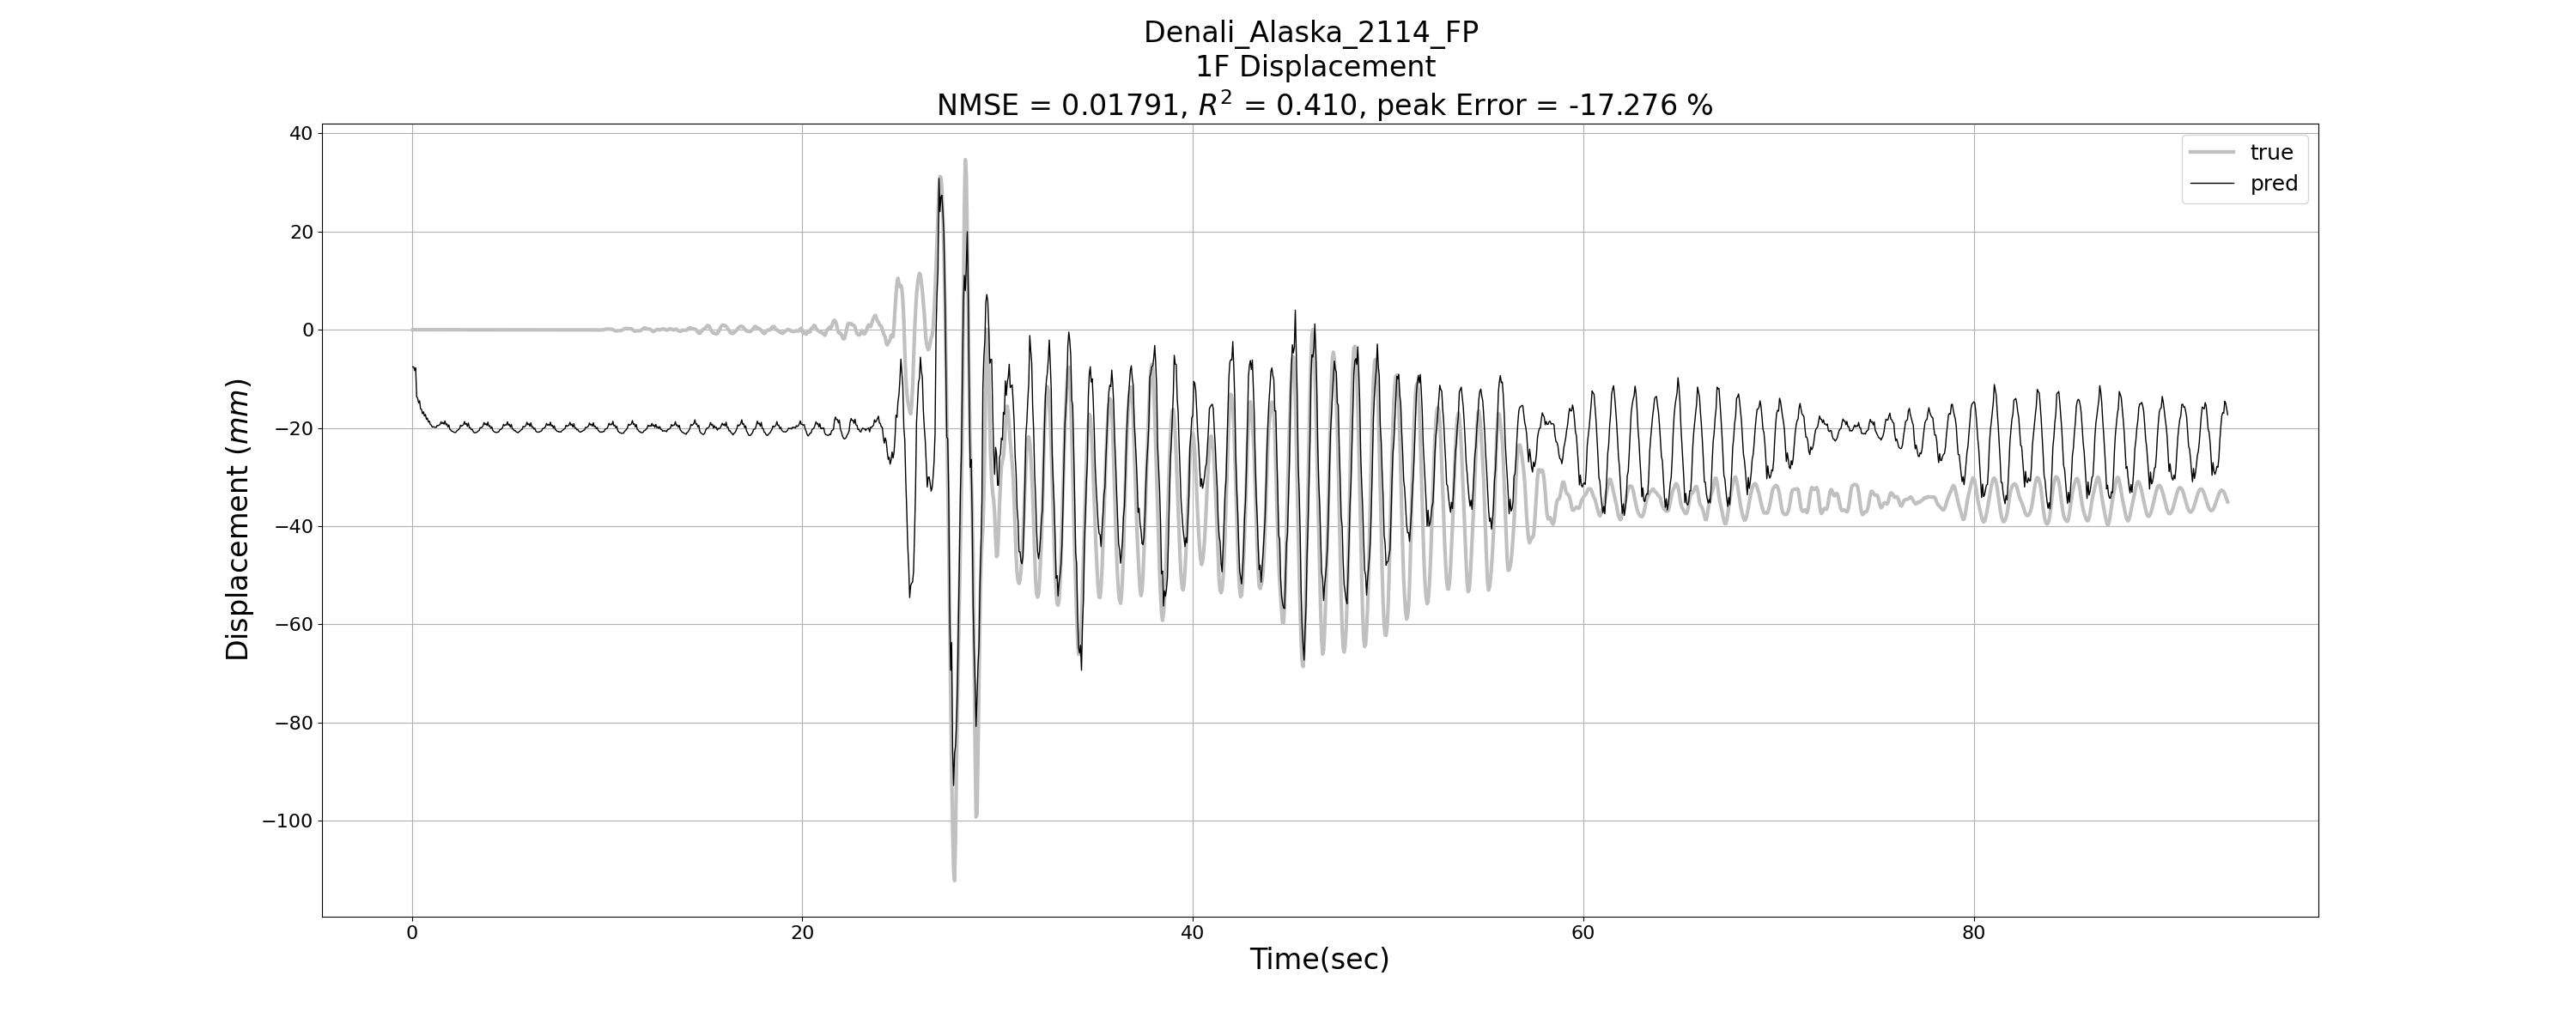 Denali_Alaska_2114_FP
1F Displacement
NMSE = 0.01791, R² = 0.410, peak Error = -17.276 %
true
pred
Displacement (mm)
40
20
0
−20
−40
−60
−80
−100
0 20 40 60 80
Time(sec)